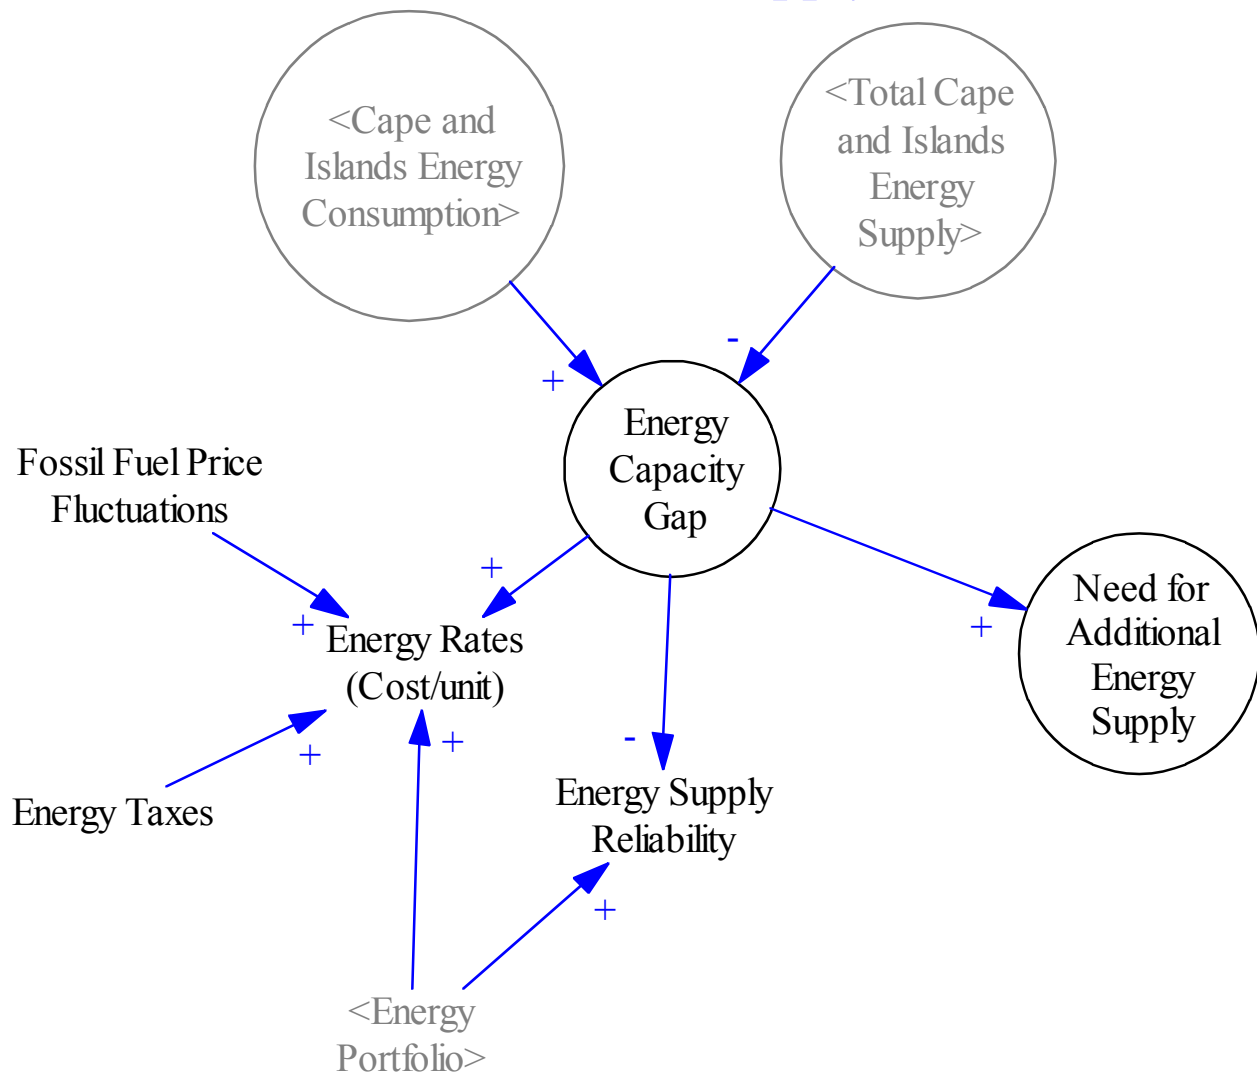 <Cape and
Islands Energy
Consumption>
<Total Cape
and Islands
Energy
Supply>
-
+
Energy
Capacity
Gap
Fossil Fuel Price
Fluctuations
+
+
Energy Rates
(Cost/unit)
Need for
Additional
Energy
Supply
+
-
+
+
Energy Taxes
Energy Supply
Reliability
+
<Energy
Portfolio>